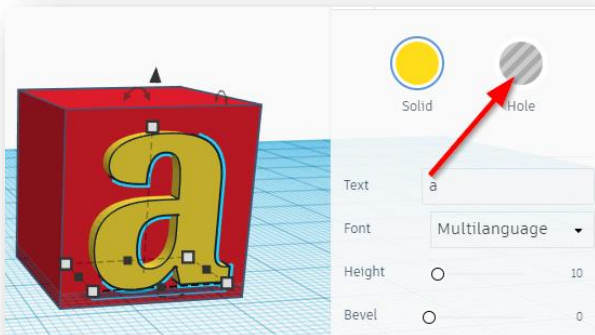 a
Solid
Hole
Text a
Font Multilanguage
Height 10
Bevel 0